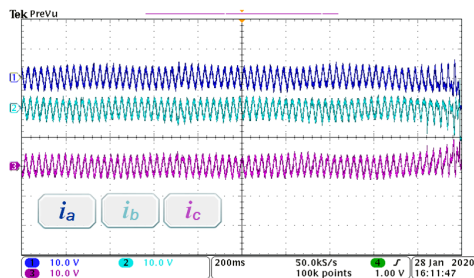 Tek PreVu
1
2
3
ia ib ic
1 10.0 V 2 10.0 V 200ms 50.0kS/s 4 28 Jan 2020
3 10.0 V 100k points 1.00 V 16:11:47